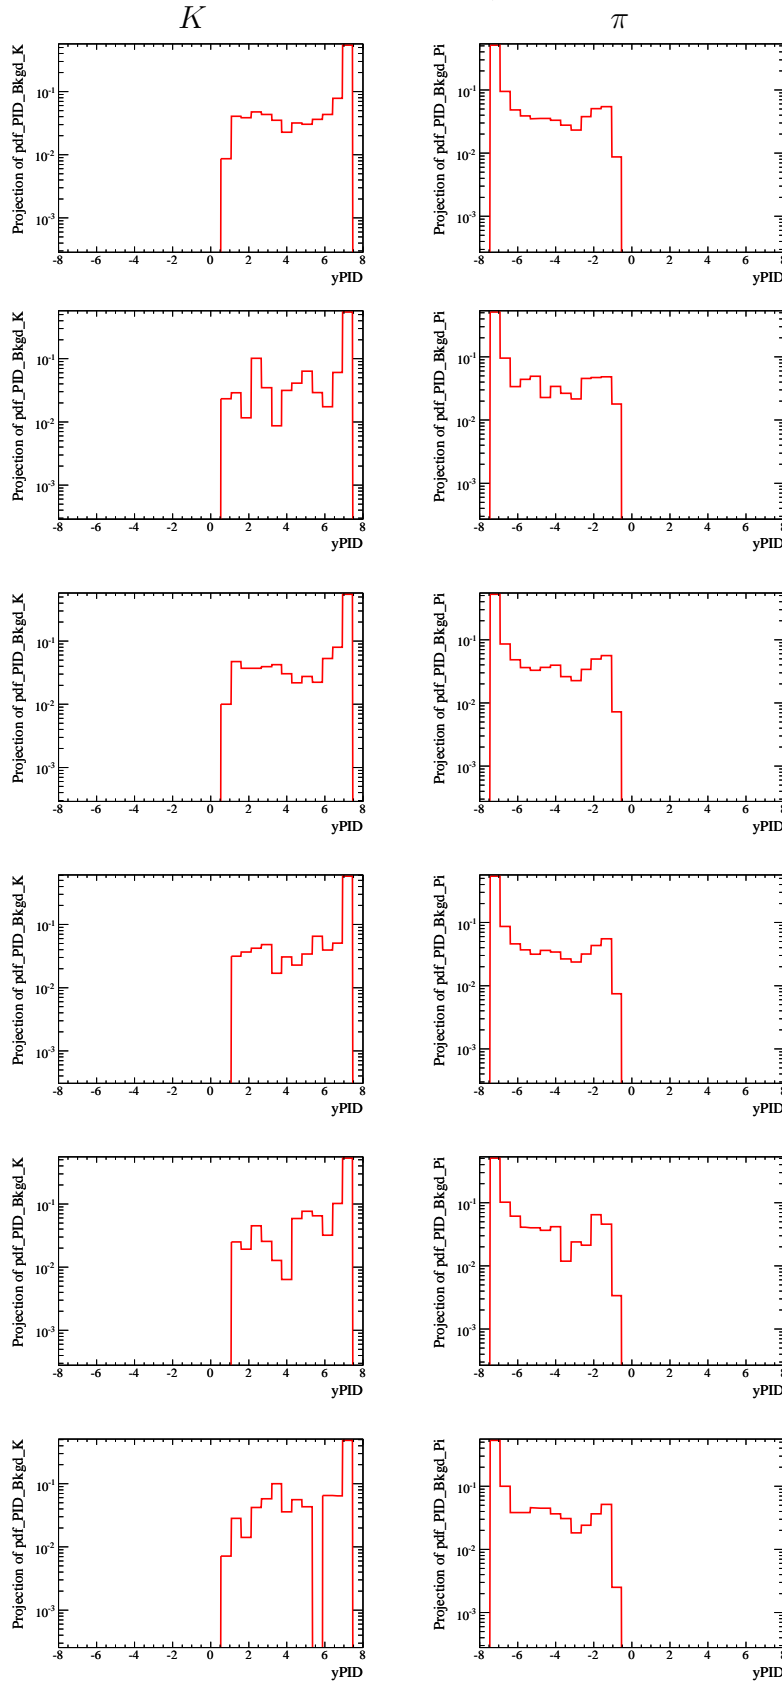 K π
Projection of pdf_PID_Bkgd_K
10⁻¹
10⁻²
10⁻³
-8 -6 -4 -2 0 2 4 6 8
yPID
Projection of pdf_PID_Bkgd_Pi
10⁻¹
10⁻²
10⁻³
-8 -6 -4 -2 0 2 4 6 8
yPID
Projection of pdf_PID_Bkgd_K
10⁻¹
10⁻²
10⁻³
-8 -6 -4 -2 0 2 4 6 8
yPID
Projection of pdf_PID_Bkgd_Pi
10⁻¹
10⁻²
10⁻³
-8 -6 -4 -2 0 2 4 6 8
yPID
Projection of pdf_PID_Bkgd_K
10⁻¹
10⁻²
10⁻³
-8 -6 -4 -2 0 2 4 6 8
yPID
Projection of pdf_PID_Bkgd_Pi
10⁻¹
10⁻²
10⁻³
-8 -6 -4 -2 0 2 4 6 8
yPID
Projection of pdf_PID_Bkgd_K
10⁻¹
10⁻²
10⁻³
-8 -6 -4 -2 0 2 4 6 8
yPID
Projection of pdf_PID_Bkgd_Pi
10⁻¹
10⁻²
10⁻³
-8 -6 -4 -2 0 2 4 6 8
yPID
Projection of pdf_PID_Bkgd_K
10⁻¹
10⁻²
10⁻³
-8 -6 -4 -2 0 2 4 6 8
yPID
Projection of pdf_PID_Bkgd_Pi
10⁻¹
10⁻²
10⁻³
-8 -6 -4 -2 0 2 4 6 8
yPID
Projection of pdf_PID_Bkgd_K
10⁻¹
10⁻²
10⁻³
-8 -6 -4 -2 0 2 4 6 8
yPID
Projection of pdf_PID_Bkgd_Pi
10⁻¹
10⁻²
10⁻³
-8 -6 -4 -2 0 2 4 6 8
yPID